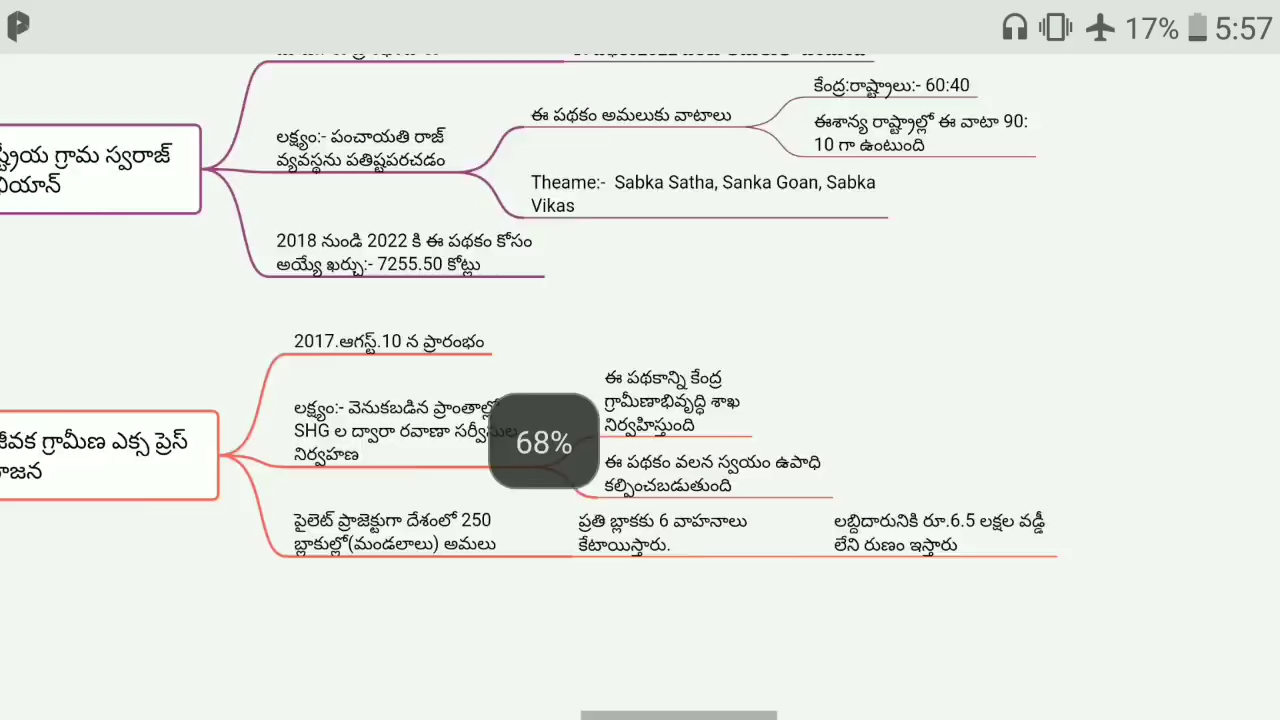 17% 5:57
కేంద్ర:రాష్ట్రాలు:- 60:40
ఈ పథకం అమలుకు వాటాలు
ఈశాన్య రాష్ట్రాల్లో ఈ వాటా 90:
10 గా ఉంటుంది
లక్ష్యం:- పంచాయతి రాజ్
వ్యవస్థను పతిష్టపరచడం
గ్రామ స్వరాజ్
Theame:- Sabka Satha, Sanka Goan, Sabka
Vikas
2018 నుండి 2022 కి ఈ పథకం కోసం
అయ్యే ఖర్చు:- 7255.50 కోట్లు
2017.ఆగస్ట్.10 న ప్రారంభం
ఈ పథకాన్ని కేంద్ర
గ్రామీణాభివృద్ధి శాఖ
నిర్వహిస్తుంది
లక్ష్యం:- వెనుకబడిన ప్రాంతాల్లో
SHG ల ద్వారా రవాణా సర్వీసుల
నిర్వహణ
68%
గ్రామీణ ఎక్స ప్రెస్
ఈ పథకం వలన స్వయం ఉపాధి
కల్పించబడుతుంది
పైలెట్ ప్రాజెక్టుగా దేశంలో 250
బ్లాకుల్లో(మండలాలు) అమలు
ప్రతి బ్లాకకు 6 వాహనాలు
కేటాయిస్తారు.
లబ్దిదారునికి రూ.6.5 లక్షల వడ్డీ
లేని రుణం ఇస్తారు